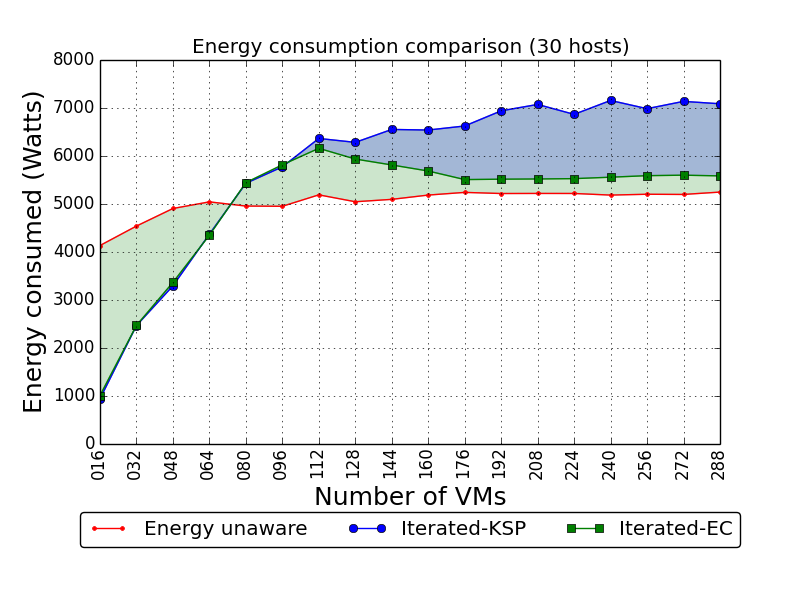 Energy consumption comparison (30 hosts)
8000
7000
6000
5000
4000
3000
2000
1000
0
Energy consumed (Watts)
016 032 048 064 080 096 112 128 144 160 176 192 208 224 240 256 272 288
Number of VMs
Energy unaware Iterated-KSP Iterated-EC